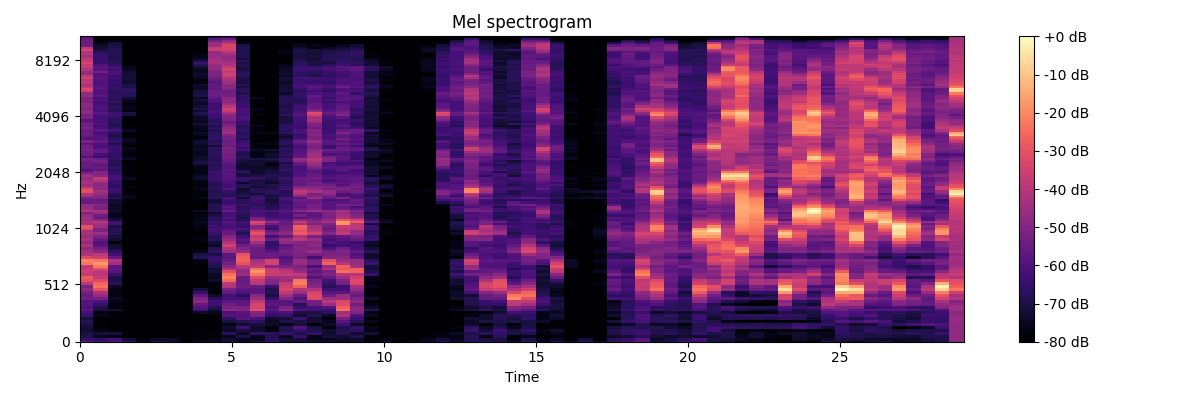 Mel spectrogram
Hz
8192
4096
2048
1024
512
0
0 5 10 15 20 25
Time
+0 dB
-10 dB
-20 dB
-30 dB
-40 dB
-50 dB
-60 dB
-70 dB
-80 dB